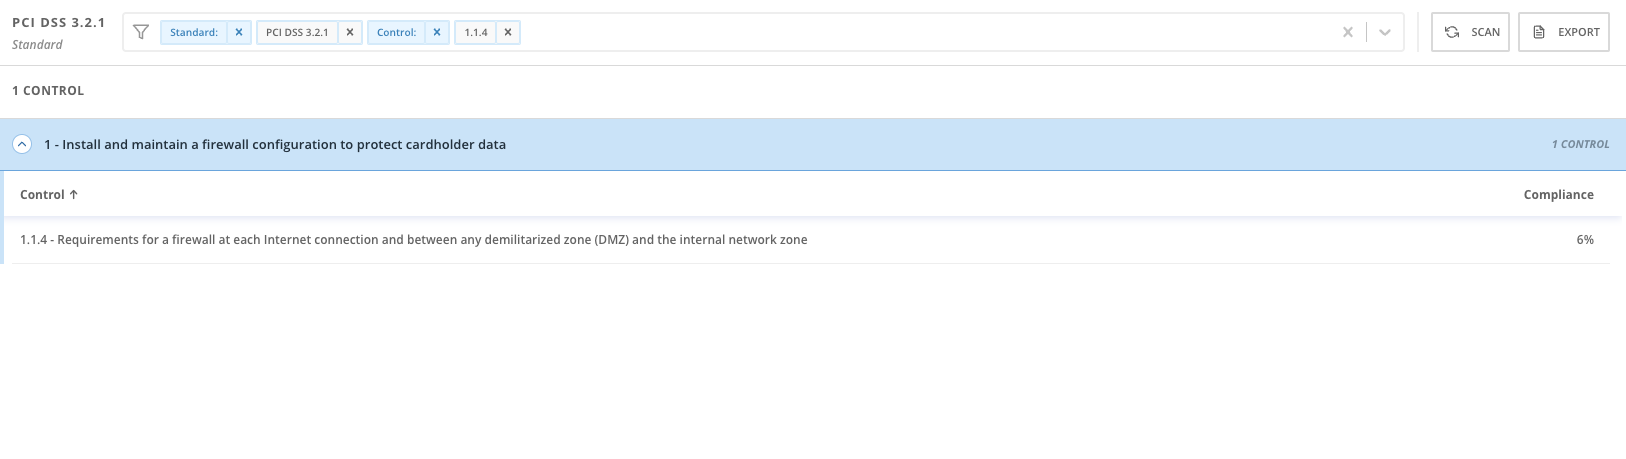 PCI DSS 3.2.1
Standard
Standard: PCI DSS 3.2.1 Control: 1.1.4
SCAN
EXPORT
1 CONTROL
1 - Install and maintain a firewall configuration to protect cardholder data
1 CONTROL
Control ↑
Compliance
1.1.4 - Requirements for a firewall at each Internet connection and between any demilitarized zone (DMZ) and the internal network zone
6%